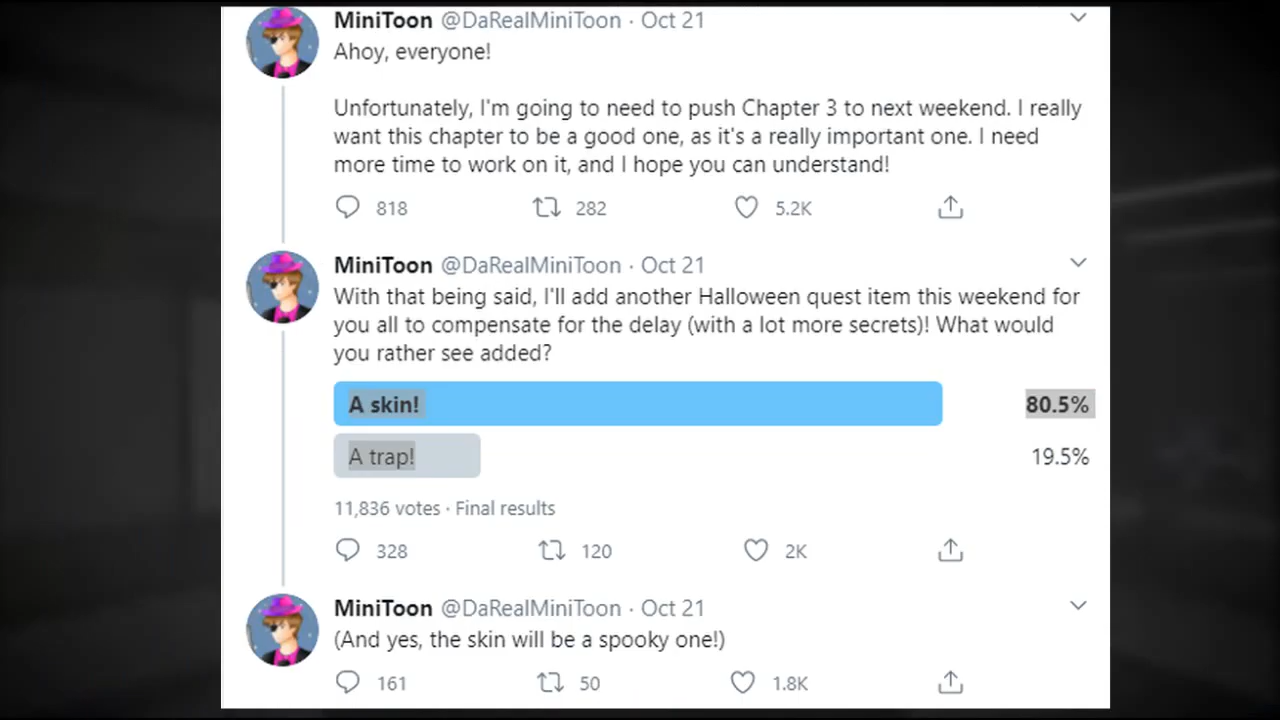 MiniToon @DaRealMiniToon · Oct 21
Ahoy, everyone!
Unfortunately, I'm going to need to push Chapter 3 to next weekend. I really
want this chapter to be a good one, as it's a really important one. I need
more time to work on it, and I hope you can understand!
818 282 5.2K
MiniToon @DaRealMiniToon · Oct 21
With that being said, I'll add another Halloween quest item this weekend for
you all to compensate for the delay (with a lot more secrets)! What would
you rather see added?
A skin! 80.5%
A trap! 19.5%
11,836 votes · Final results
328 120 2K
MiniToon @DaRealMiniToon · Oct 21
(And yes, the skin will be a spooky one!)
161 50 1.8K